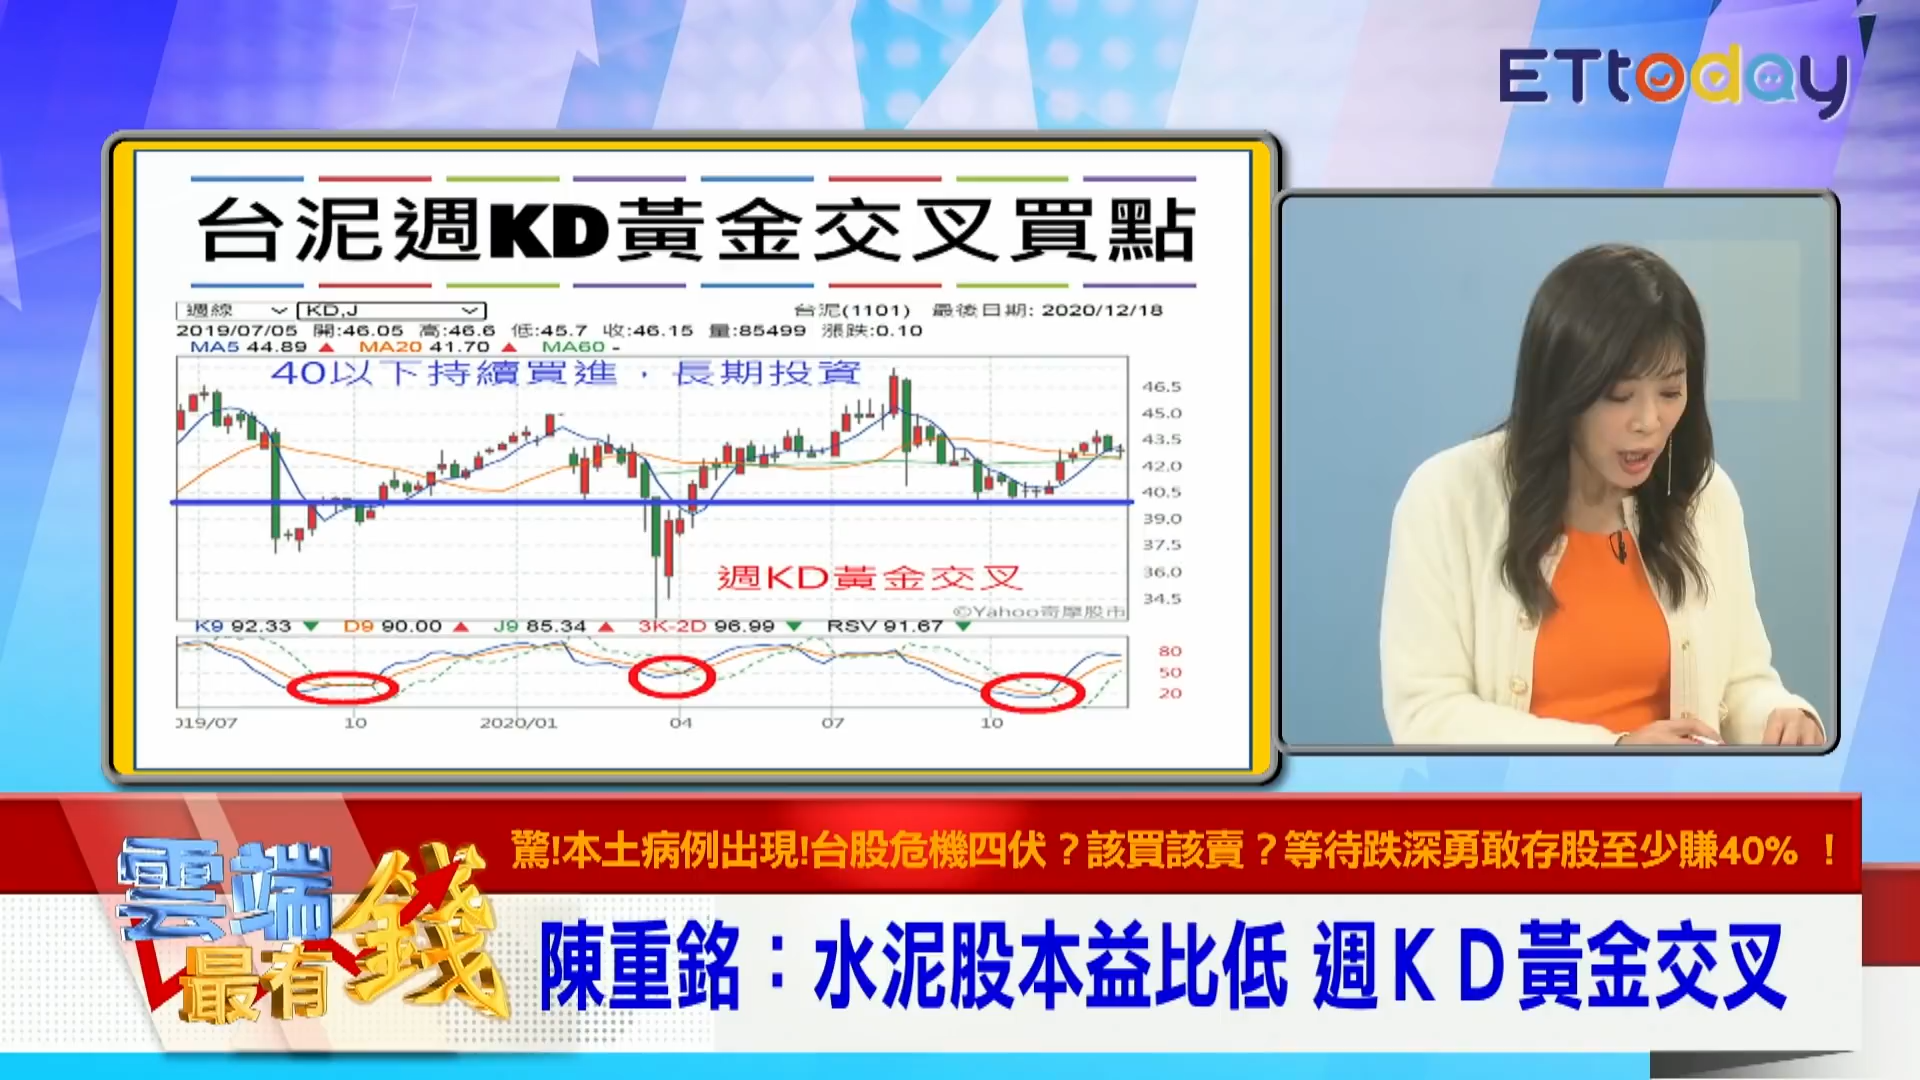 ETtoday
台泥週KD黃金交叉買點
週線 KD,J 台泥(1101) 最後日期: 2020/12/18
2019/07/05 開:46.05 高:46.6 低:45.7 收:46.15 量:85499 漲跌:0.10
MA5 44.89 ▲ MA20 41.70 ▲ MA60 -
40以下持續買進，長期投資
46.5
45.0
43.5
42.0
40.5
39.0
37.5
36.0
34.5
週KD黃金交叉
©Yahoo奇摩股市
K9 92.33 ▼ D9 90.00 ▲ J9 85.34 ▲ 3K-2D 96.99 ▼ RSV 91.67 ▼
80
50
20
019/07 10 2020/01 04 07 10
驚!本土病例出現!台股危機四伏？該買該賣？等待跌深勇敢存股至少賺40% ！
雲端最有錢
陳重銘：水泥股本益比低 週KD黃金交叉